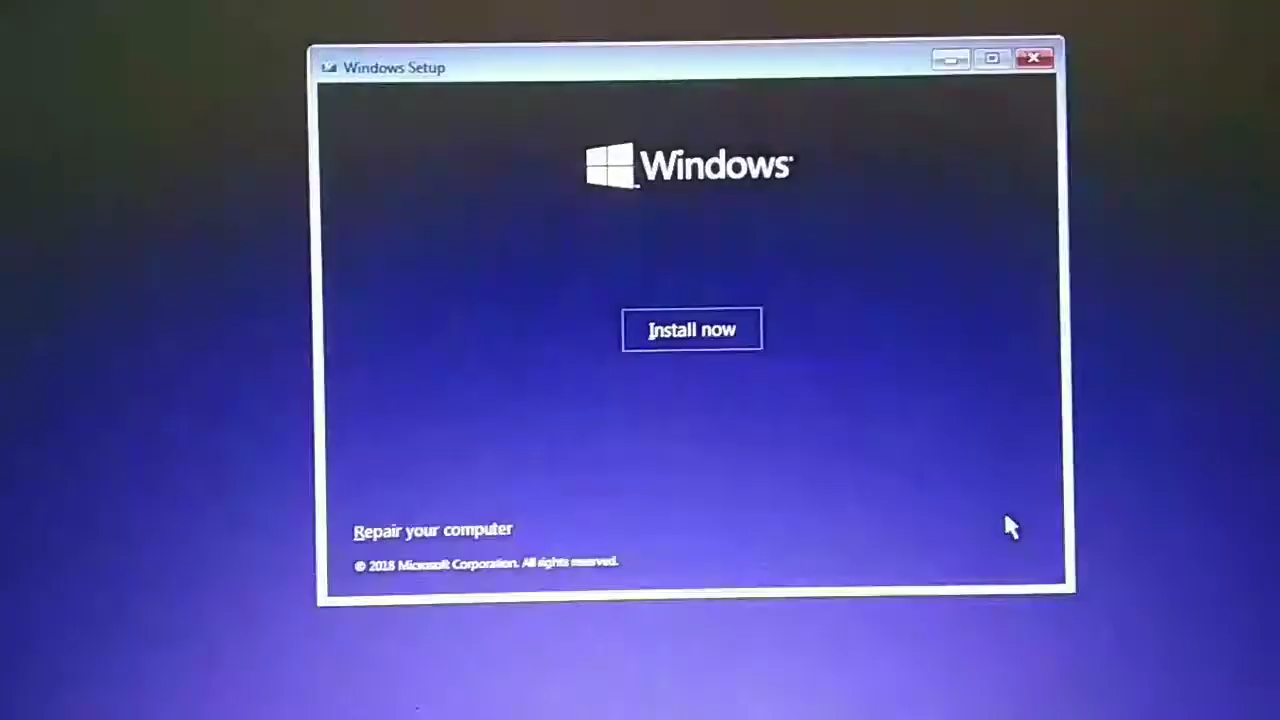 Windows Setup
Windows
Install now
Repair your computer
© 2018 Microsoft Corporation. All rights reserved.